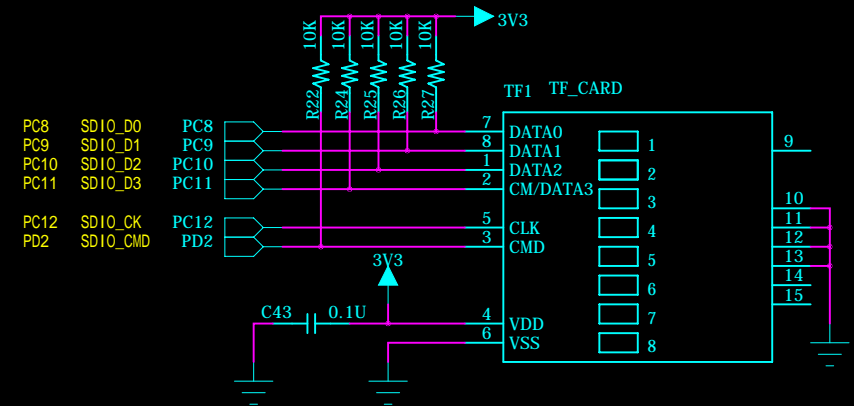 3V3
10K 10K 10K 10K 10K
R22 R24 R25 R26 R27
TF1 TF_CARD
PC8 SDIO_D0 PC8 7 DATA0 1 9
PC9 SDIO_D1 PC9 8 DATA1
PC10 SDIO_D2 PC10 1 DATA2 2
PC11 SDIO_D3 PC11 2 CM/DATA3 3 10
PC12 SDIO_CK PC12 5 CLK 4 11
PD2 SDIO_CMD PD2 3 CMD 12
3V3 5 13
6 14
15
C43 0.1U 4 VDD 7
6 VSS 8